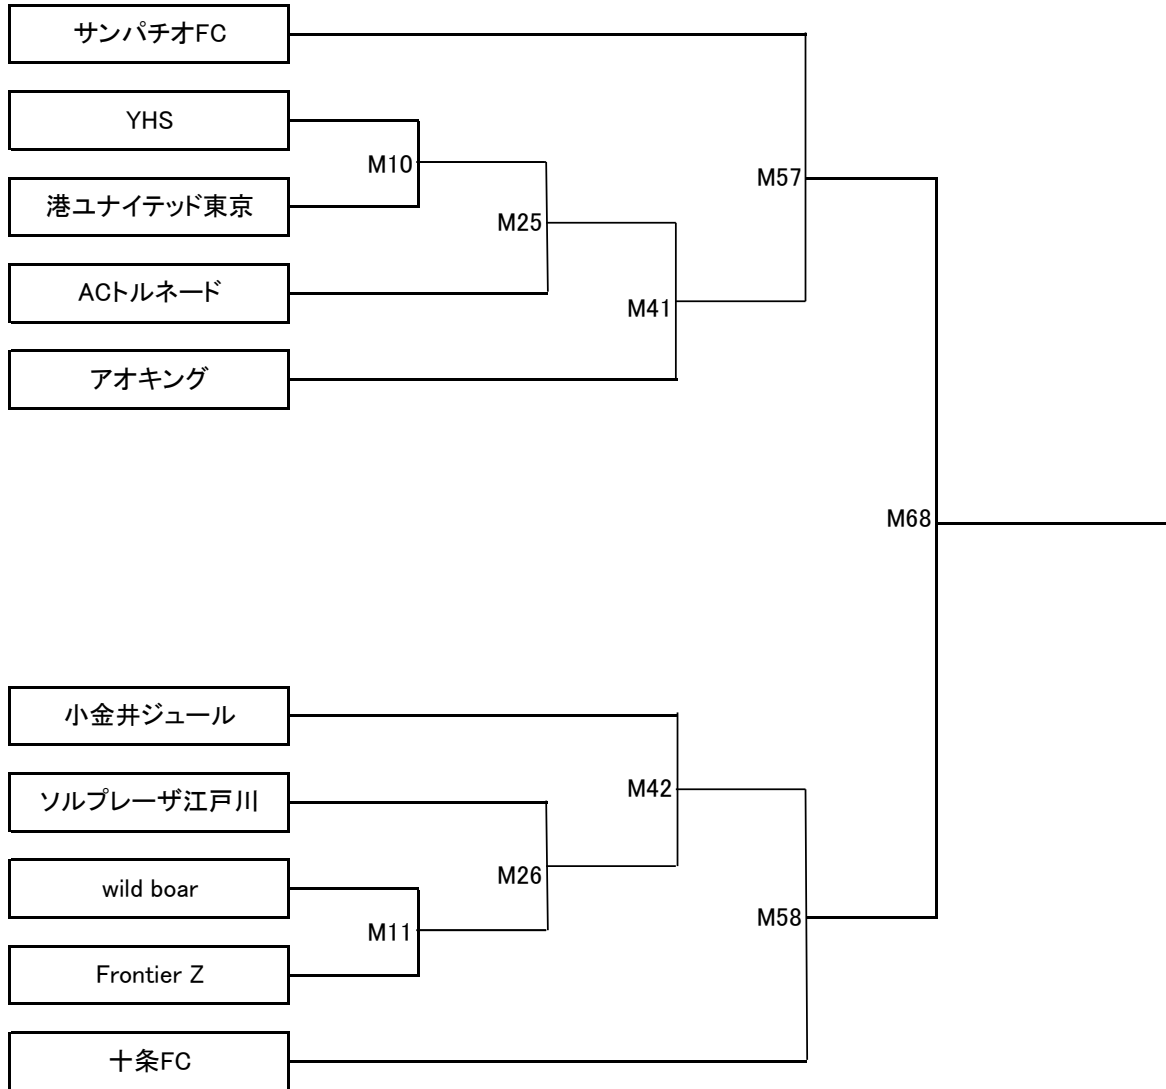 サンパチオFC
YHS
M10
M57
港ユナイテッド東京
M25
ACトルネード
M41
アオキング
M68
小金井ジュール
M42
ソルプレーザ江戸川
M26
wild boar
M11
M58
Frontier Z
十条FC